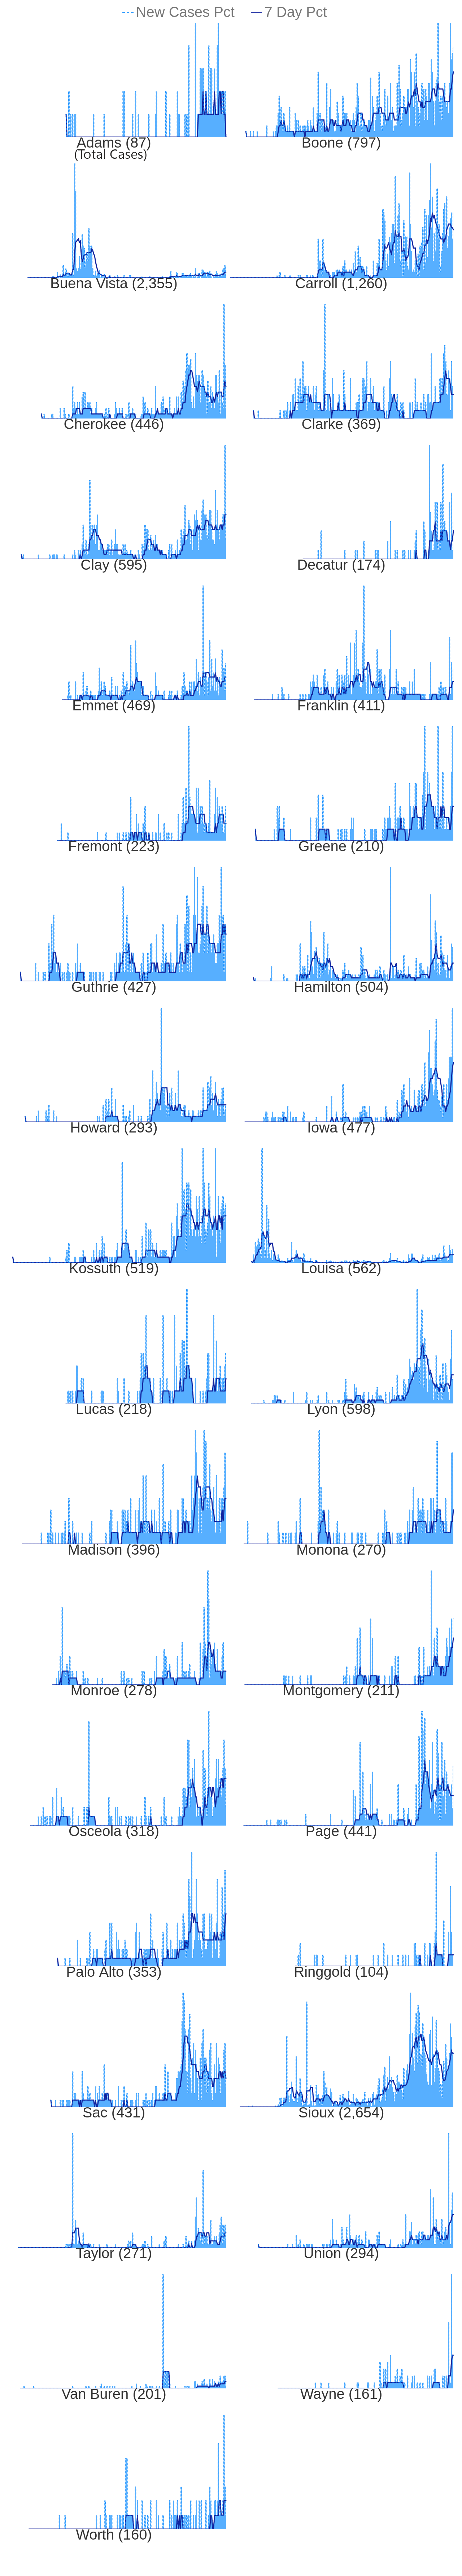 New Cases Pct 7 Day Pct
Adams (87) Boone (797)
(Total Cases)
Buena Vista (2,355) Carroll (1,260)
Cherokee (446) Clarke (369)
Clay (595) Decatur (174)
Emmet (469) Franklin (411)
Fremont (223) Greene (210)
Guthrie (427) Hamilton (504)
Howard (293) Iowa (477)
Kossuth (519) Louisa (562)
Lucas (218) Lyon (598)
Madison (396) Monona (270)
Monroe (278) Montgomery (211)
Osceola (318) Page (441)
Palo Alto (353) Ringgold (104)
Sac (431) Sioux (2,654)
Taylor (271) Union (294)
Van Buren (201) Wayne (161)
Worth (160)